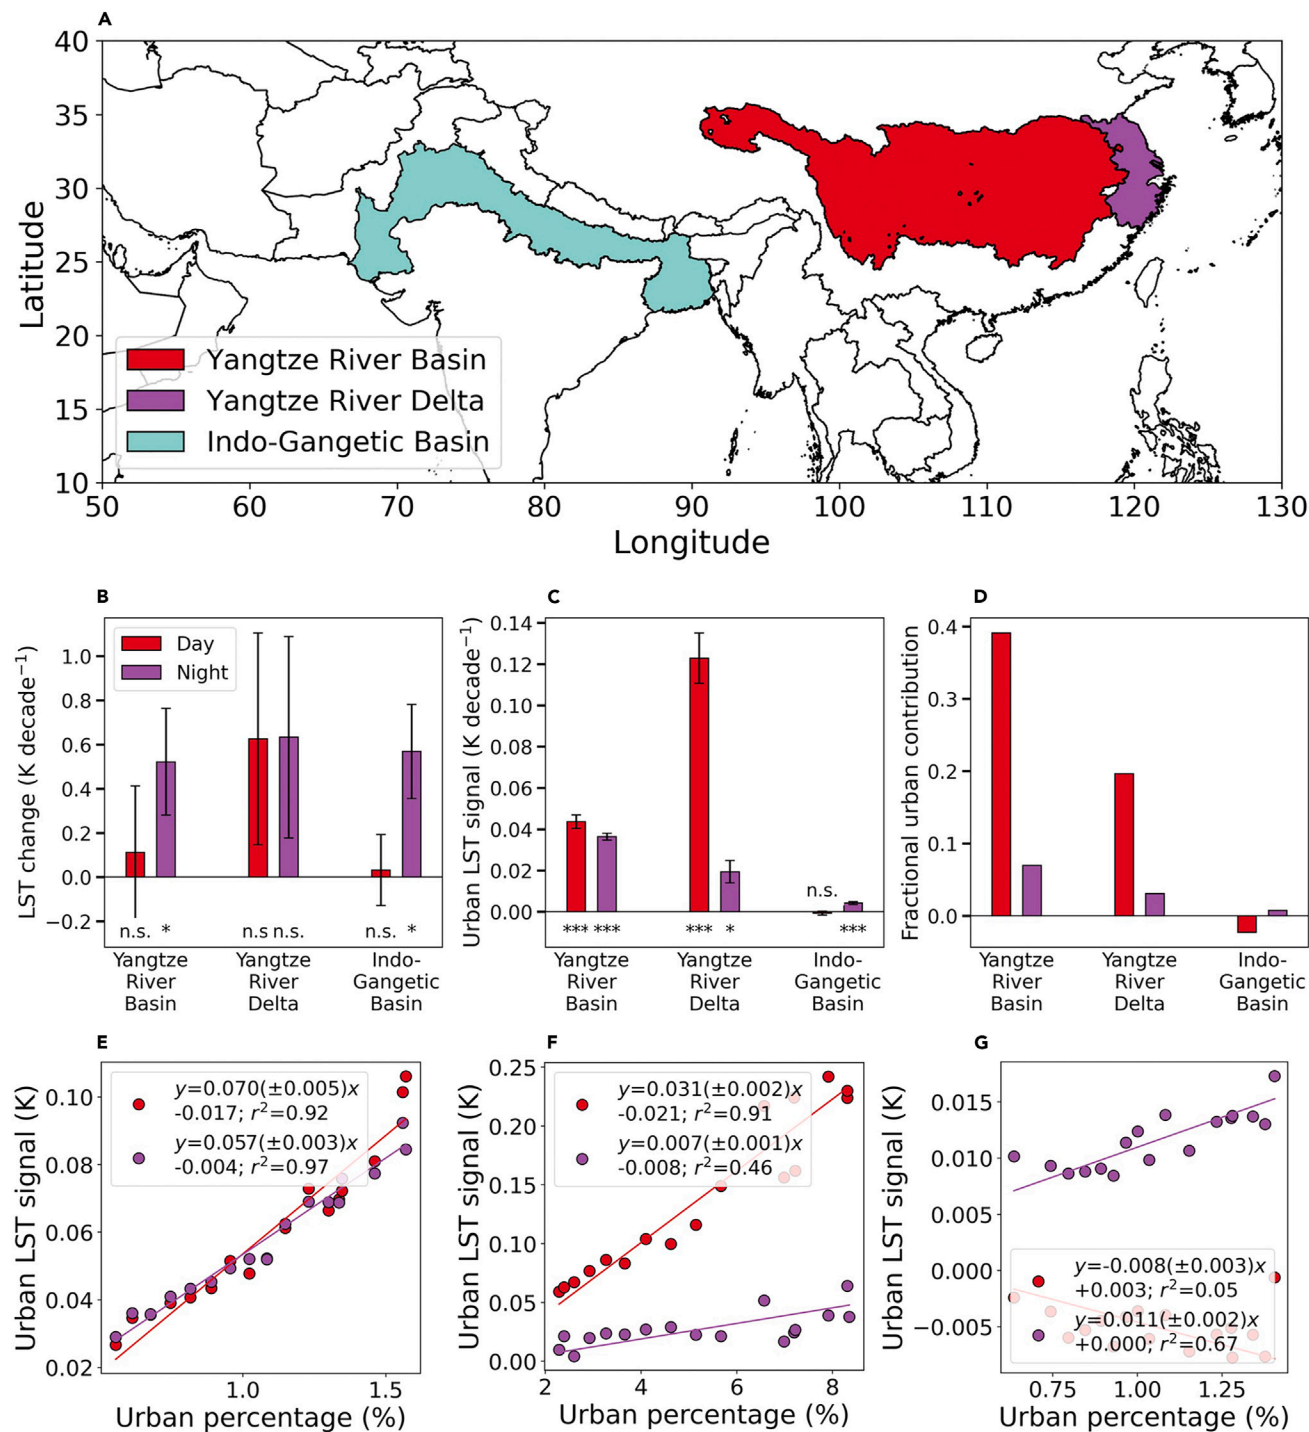 A
40
35
30
25
20
15
10
Latitude
Yangtze River Basin
Yangtze River Delta
Indo-Gangetic Basin
50 60 70 80 90 100 110 120 130
Longitude
B
LST change (K decade⁻¹)
1.0
0.8
0.6
0.4
0.2
0.0
−0.2
Day
Night
n.s. * n.s n.s. n.s. *
Yangtze River Basin
Yangtze River Delta
Indo-Gangetic Basin
C
Urban LST signal (K decade⁻¹)
0.14
0.12
0.10
0.08
0.06
0.04
0.02
0.00
n.s.
*** *** *** * ***
Yangtze River Basin
Yangtze River Delta
Indo-Gangetic Basin
D
Fractional urban contribution
0.4
0.3
0.2
0.1
0.0
Yangtze River Basin
Yangtze River Delta
Indo-Gangetic Basin
E
Urban LST signal (K)
0.10
0.08
0.06
0.04
0.02
y=0.070(±0.005)x
-0.017; r²=0.92
y=0.057(±0.003)x
-0.004; r²=0.97
1.0 1.5
Urban percentage (%)
F
Urban LST signal (K)
0.25
0.20
0.15
0.10
0.05
0.00
y=0.031(±0.002)x
-0.021; r²=0.91
y=0.007(±0.001)x
-0.008; r²=0.46
2 4 6 8
Urban percentage (%)
G
Urban LST signal (K)
0.015
0.010
0.005
0.000
−0.005
y=-0.008(±0.003)x
+0.003; r²=0.05
y=0.011(±0.002)x
+0.000; r²=0.67
0.75 1.00 1.25
Urban percentage (%)